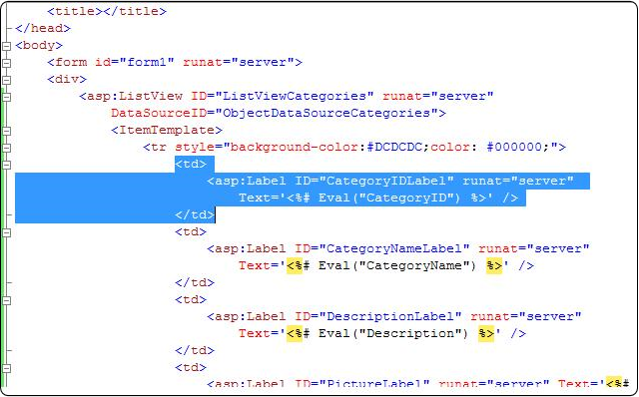 <title></title>
</head>
<body>
<form id="form1" runat="server">
<div>
<asp:ListView ID="ListViewCategories" runat="server"
DataSourceID="ObjectDataSourceCategories">
<ItemTemplate>
<tr style="background-color:#DCDCDC;color: #000000;">
<td>
<asp:Label ID="CategoryIDLabel" runat="server"
Text='<%# Eval("CategoryID") %>' />
</td>
<td>
<asp:Label ID="CategoryNameLabel" runat="server"
Text='<%# Eval("CategoryName") %>' />
</td>
<td>
<asp:Label ID="DescriptionLabel" runat="server"
Text='<%# Eval("Description") %>' />
</td>
<td>
<asp:Label ID="PictureLabel" runat="server" Text='<%#